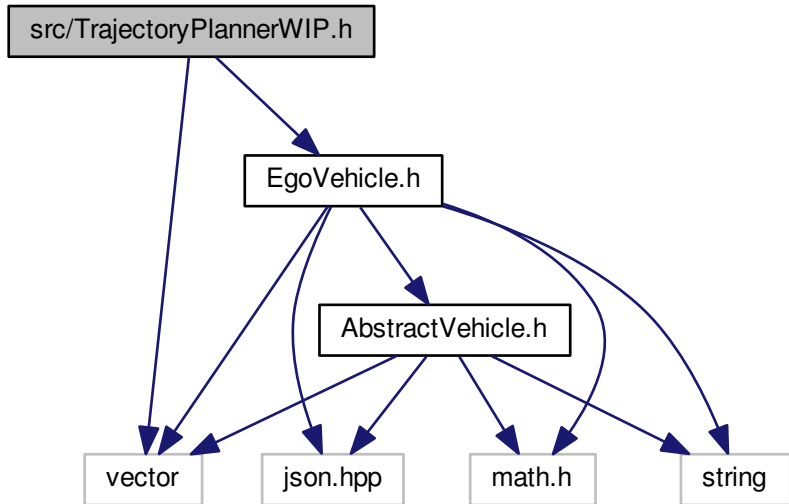 src/TrajectoryPlannerWIP.h
EgoVehicle.h
AbstractVehicle.h
vector
json.hpp
math.h
string